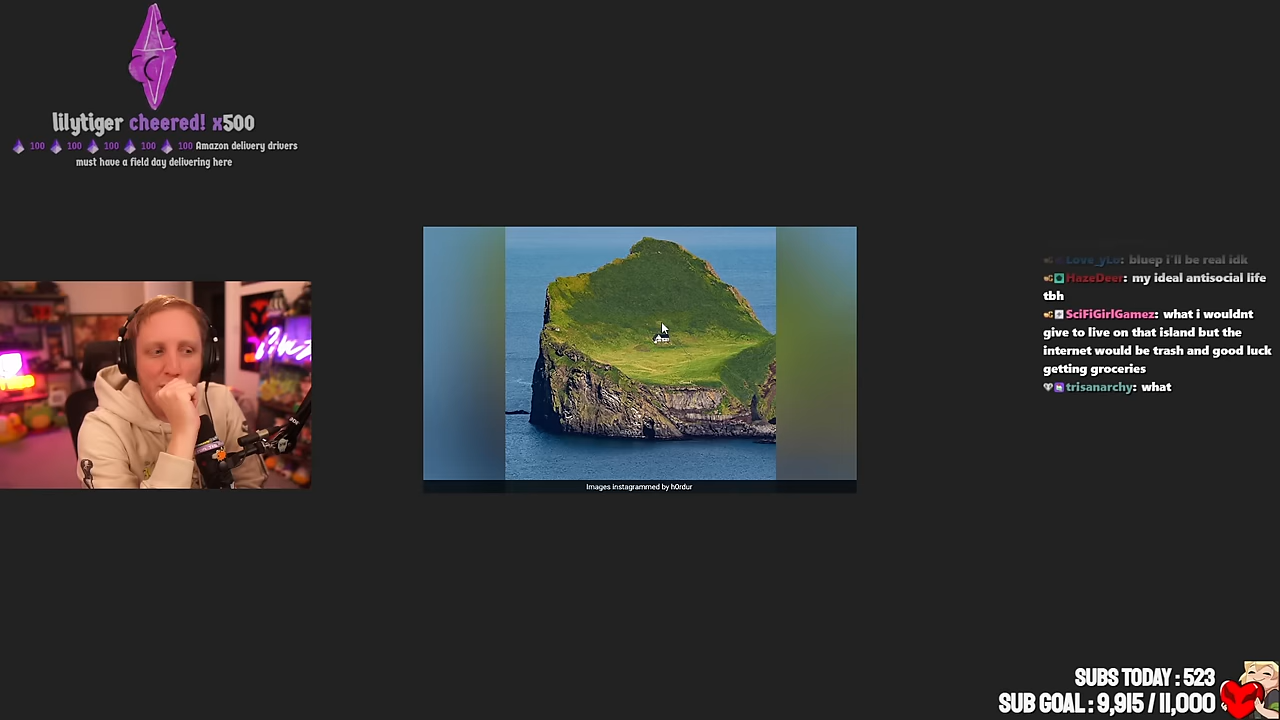 lilytiger cheered! x500
100 100 100 100 100 Amazon delivery drivers
must have a field day delivering here
Love_yLo: bluep i'll be real idk
HazeDeer: my ideal antisocial life
tbh
SciFiGirlGamez: what i wouldnt
give to live on that island but the
internet would be trash and good luck
getting groceries
trisanarchy: what
Images instagrammed by h0rdur
SUBS TODAY : 523
SUB GOAL : 9,915 / 11,000